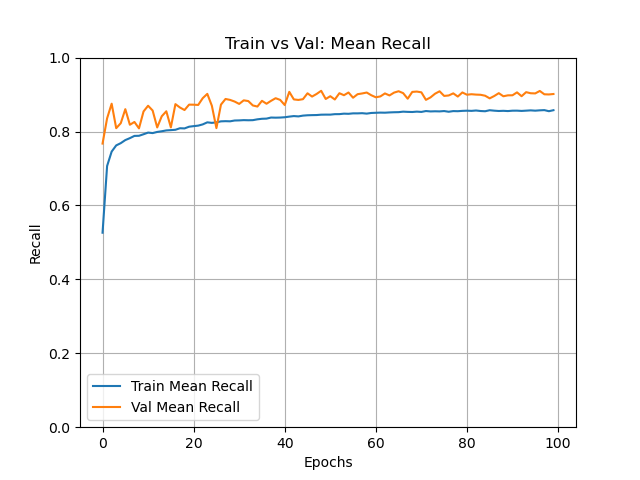 Train vs Val: Mean Recall
1.0
0.8
0.6
0.4
0.2
0.0
Recall
Train Mean Recall
Val Mean Recall
0 20 40 60 80 100
Epochs